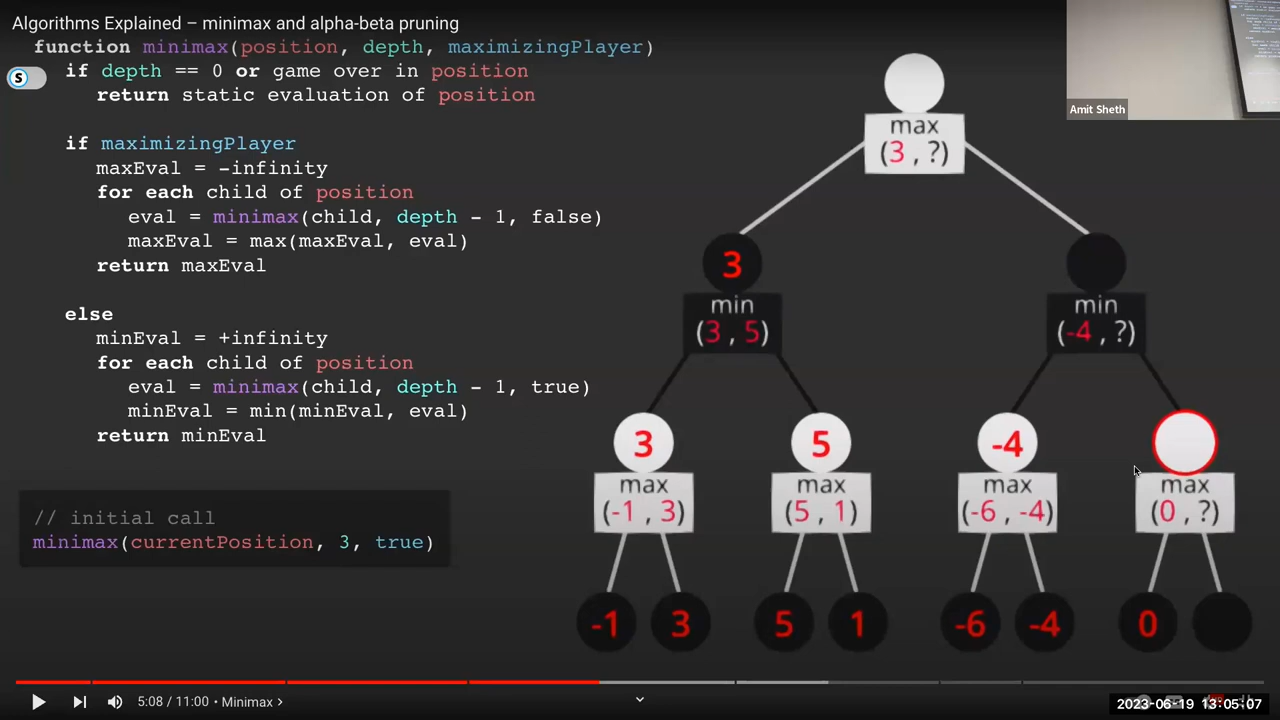 Algorithms Explained – minimax and alpha-beta pruning
function minimax(position, depth, maximizingPlayer)
if depth == 0 or game over in position
return static evaluation of position
if maximizingPlayer
maxEval = -infinity
for each child of position
eval = minimax(child, depth - 1, false)
maxEval = max(maxEval, eval)
return maxEval
else
minEval = +infinity
for each child of position
eval = minimax(child, depth - 1, true)
minEval = min(minEval, eval)
return minEval
// initial call
minimax(currentPosition, 3, true)
S
Amit Sheth
max
(3 , ?)
3
min
(3 , 5)
min
(-4 , ?)
3
5
-4
max
(-1 , 3)
max
(5 , 1)
max
(-6 , -4)
max
(0 , ?)
-1
3
5
1
-6
-4
0
5:08 / 11:00 • Minimax >
2023-06-19 13:05:07